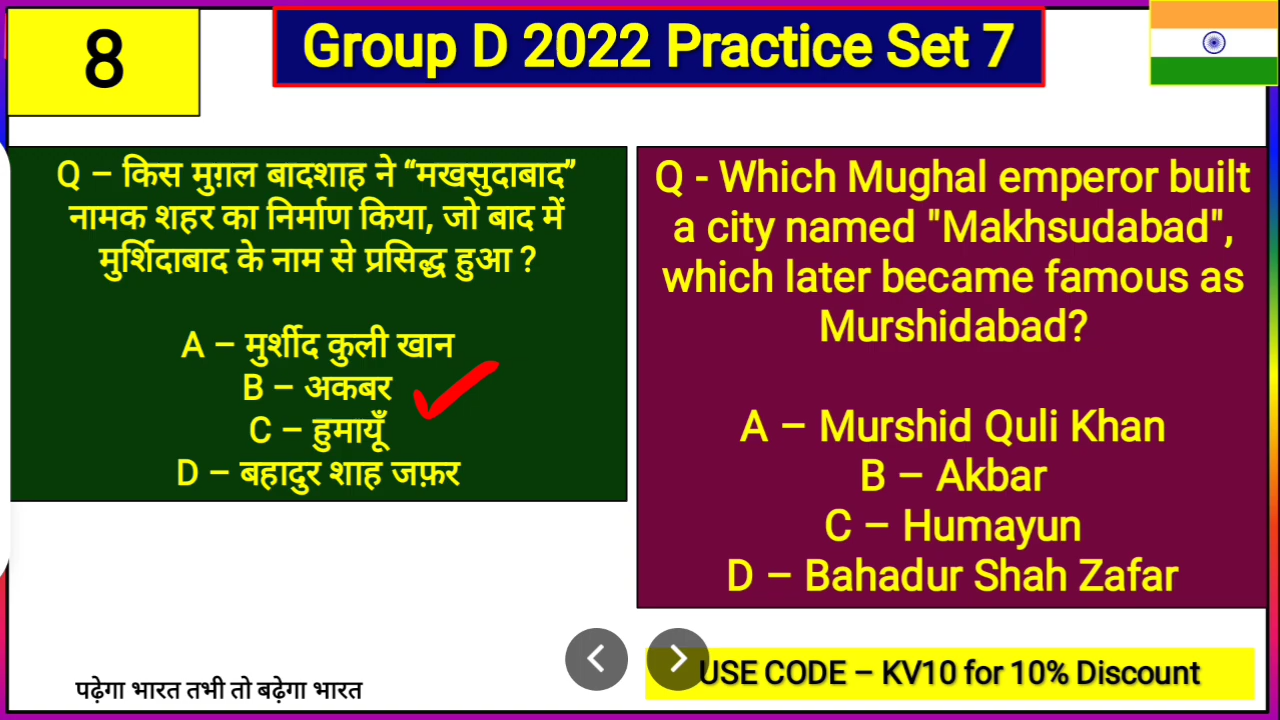 8
Group D 2022 Practice Set 7
Q – किस मुग़ल बादशाह ने “मखसुदाबाद”
नामक शहर का निर्माण किया, जो बाद में
मुर्शिदाबाद के नाम से प्रसिद्ध हुआ ?
A – मुर्शीद कुली खान
B – अकबर
C – हुमायूँ
D – बहादुर शाह जफ़र
Q - Which Mughal emperor built
a city named "Makhsudabad",
which later became famous as
Murshidabad?
A – Murshid Quli Khan
B – Akbar
C – Humayun
D – Bahadur Shah Zafar
पढ़ेगा भारत तभी तो बढ़ेगा भारत
USE CODE – KV10 for 10% Discount